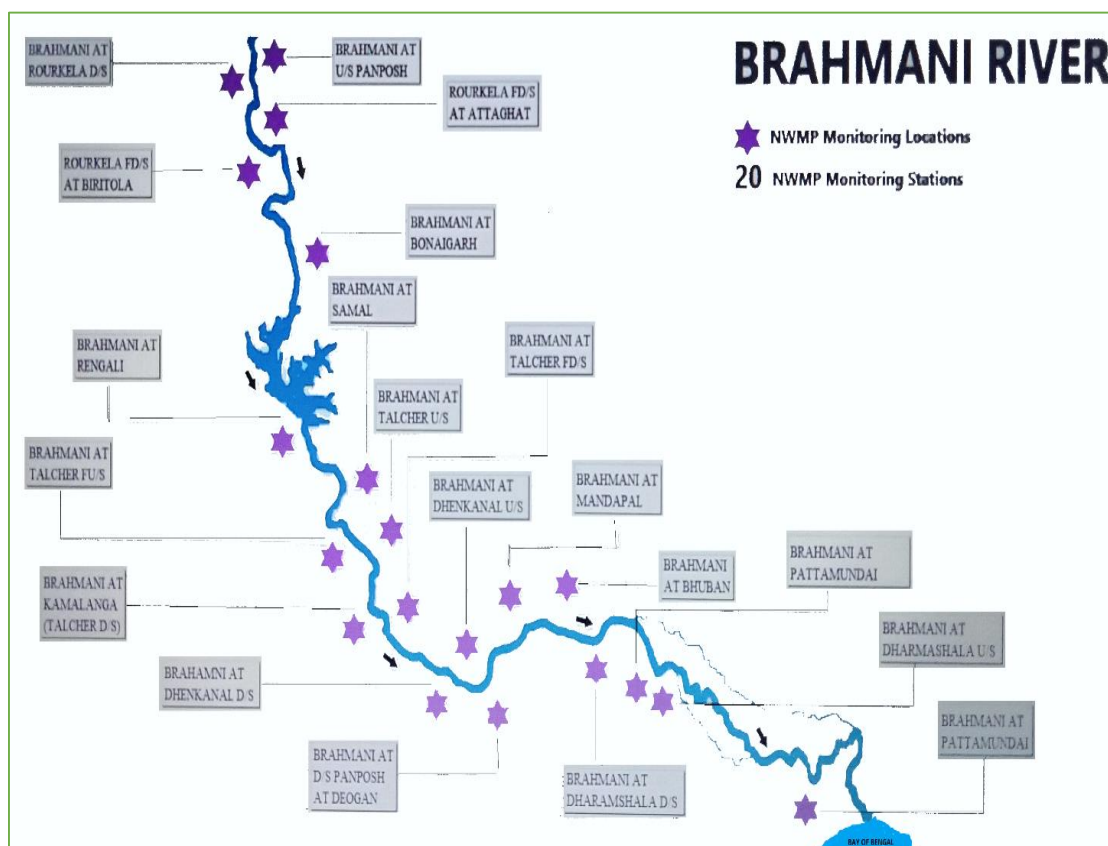 BRAHMANI RIVER
NWMP Monitoring Locations
20 NWMP Monitoring Stations
BRAHMANI AT
ROURKELA D/S
BRAHMANI AT
U/S PANPOSH
ROURKELA FD/S
AT ATTAGHAT
ROURKELA FD/S
AT BIRITOLA
BRAHMANI AT
BONAIGARH
BRAHMANI AT
SAMAL
BRAHMANI AT
RENGALI
BRAHMANI AT
TALCHER FD/S
BRAHMANI AT
TALCHER U/S
BRAHMANI AT
TALCHER FU/S
BRAHMANI AT
DHENKANAL U/S
BRAHMANI AT
MANDAPAL
BRAHMANI
AT BHUBAN
BRAHMANI AT
PATTAMUNDAI
BRAHMANI AT
KAMALANGA
(TALCHER D/S)
BRAHMANI AT
DHARMASHALA U/S
BRAHAMNI AT
DHENKANAL D/S
BRAHMANI AT
PATTAMUNDAI
BRAHMANI AT
D/S PANPOSH
AT DEOGAN
BRAHMANI AT
DHARAMSHALA D/S
BAY OF BENGAL